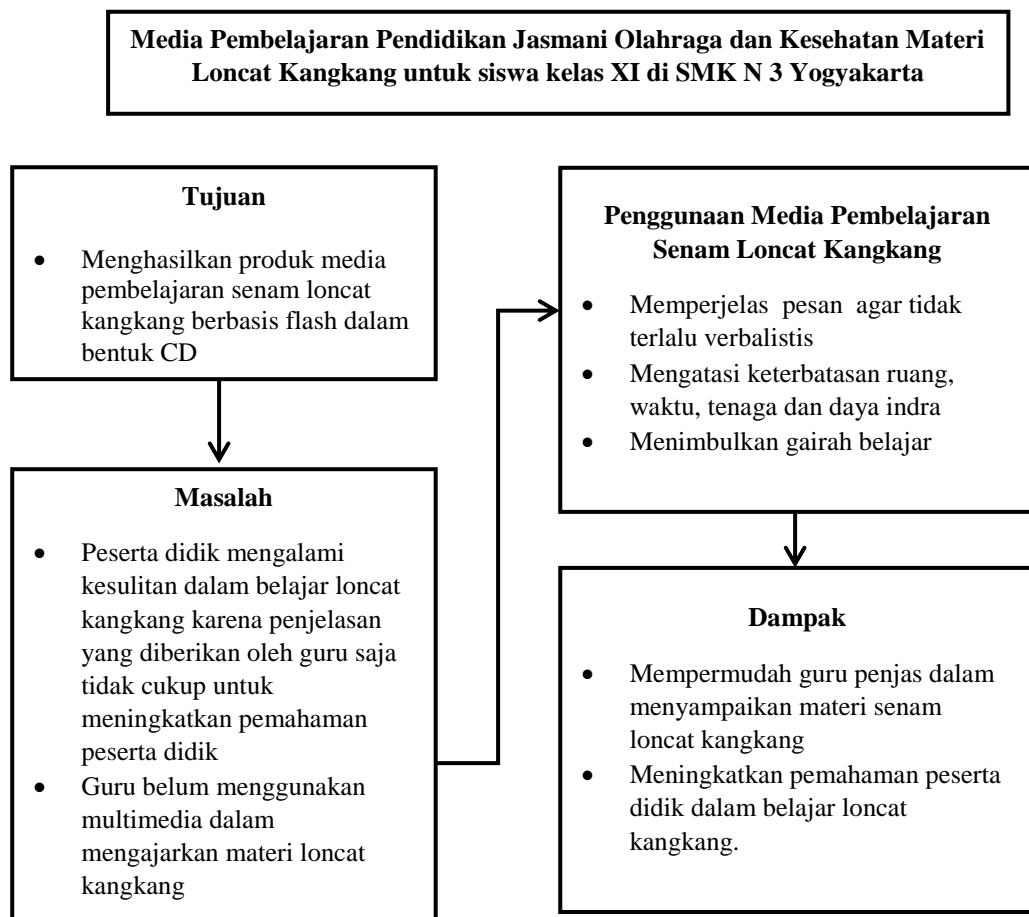 Media Pembelajaran Pendidikan Jasmani Olahraga dan Kesehatan Materi
Loncat Kangkang untuk siswa kelas XI di SMK N 3 Yogyakarta
Tujuan
• Menghasilkan produk media
pembelajaran senam loncat
kangkang berbasis flash dalam
bentuk CD
Masalah
• Peserta didik mengalami
kesulitan dalam belajar loncat
kangkang karena penjelasan
yang diberikan oleh guru saja
tidak cukup untuk
meningkatkan pemahaman
peserta didik
• Guru belum menggunakan
multimedia dalam
mengajarkan materi loncat
kangkang
Penggunaan Media Pembelajaran
Senam Loncat Kangkang
• Memperjelas pesan agar tidak
terlalu verbalistis
• Mengatasi keterbatasan ruang,
waktu, tenaga dan daya indra
• Menimbulkan gairah belajar
Dampak
• Mempermudah guru penjas dalam
menyampaikan materi senam
loncat kangkang
• Meningkatkan pemahaman peserta
didik dalam belajar loncat
kangkang.